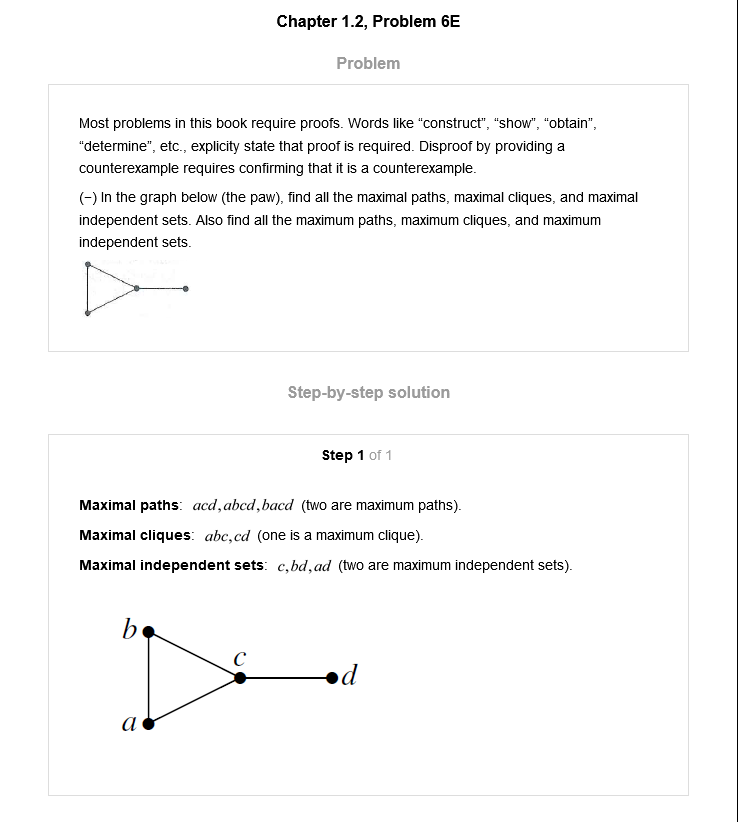 Chapter 1.2, Problem 6E
Problem
Most problems in this book require proofs. Words like “construct”, “show”, “obtain”,
“determine”, etc., explicity state that proof is required. Disproof by providing a
counterexample requires confirming that it is a counterexample.
(−) In the graph below (the paw), find all the maximal paths, maximal cliques, and maximal
independent sets. Also find all the maximum paths, maximum cliques, and maximum
independent sets.
Step-by-step solution
Step 1 of 1
Maximal paths: acd,abcd,bacd (two are maximum paths).
Maximal cliques: abc,cd (one is a maximum clique).
Maximal independent sets: c,bd,ad (two are maximum independent sets).
b
c
d
a